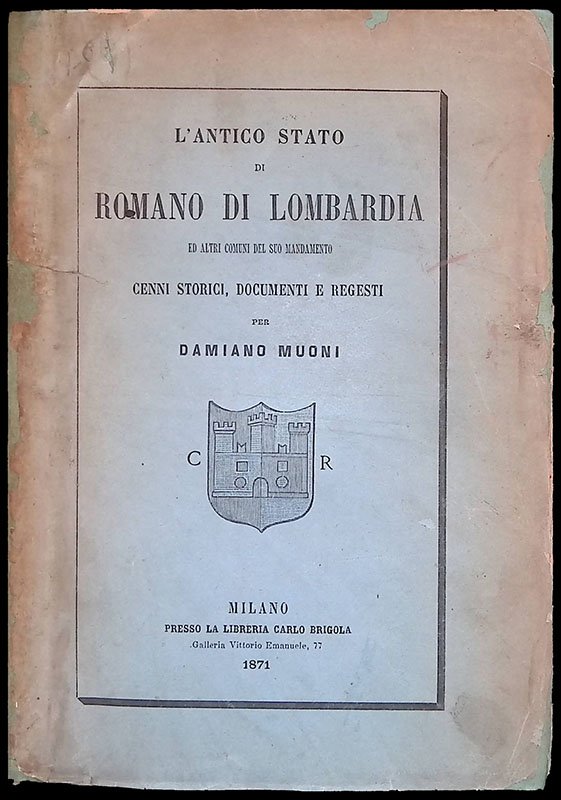 L'ANTICO STATO
DI
ROMANO DI LOMBARDIA
ED ALTRI COMUNI DEL SUO MANDAMENTO
CENNI STORICI, DOCUMENTI E REGESTI
PER
DAMIANO MUONI
C R
MILANO
PRESSO LA LIBRERIA CARLO BRIGOLA
Galleria Vittorio Emanuele, 77
1871